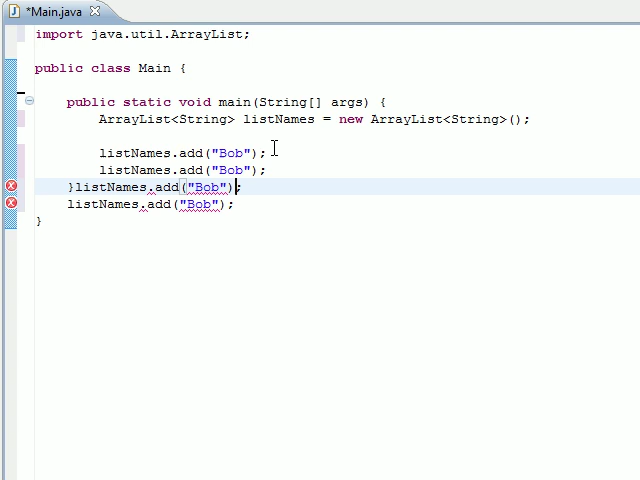 *Main.java
import java.util.ArrayList;
public class Main {
public static void main(String[] args) {
ArrayList<String> listNames = new ArrayList<String>();
listNames.add("Bob");
listNames.add("Bob");
}listNames.add("Bob");
listNames.add("Bob");
}